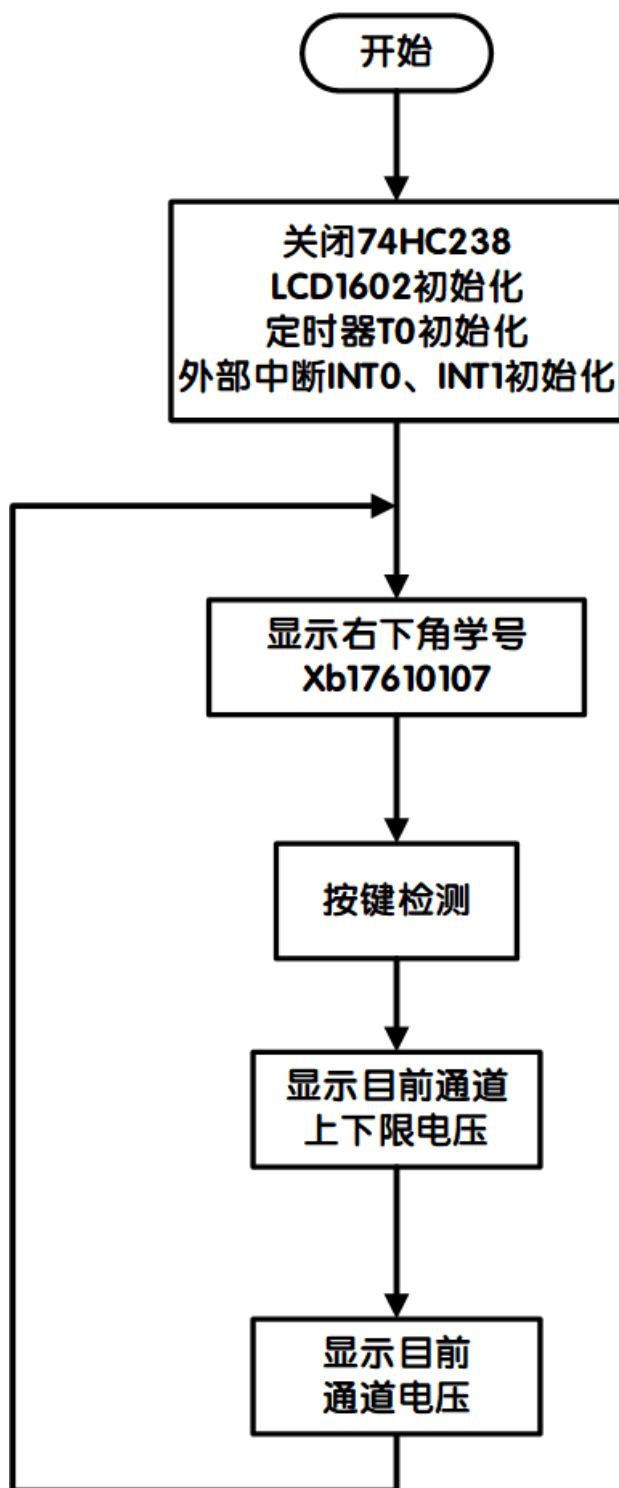 开始
关闭74HC238
LCD1602初始化
定时器T0初始化
外部中断INT0、INT1初始化
显示右下角学号
Xb17610107
按键检测
显示目前通道
上下限电压
显示目前
通道电压